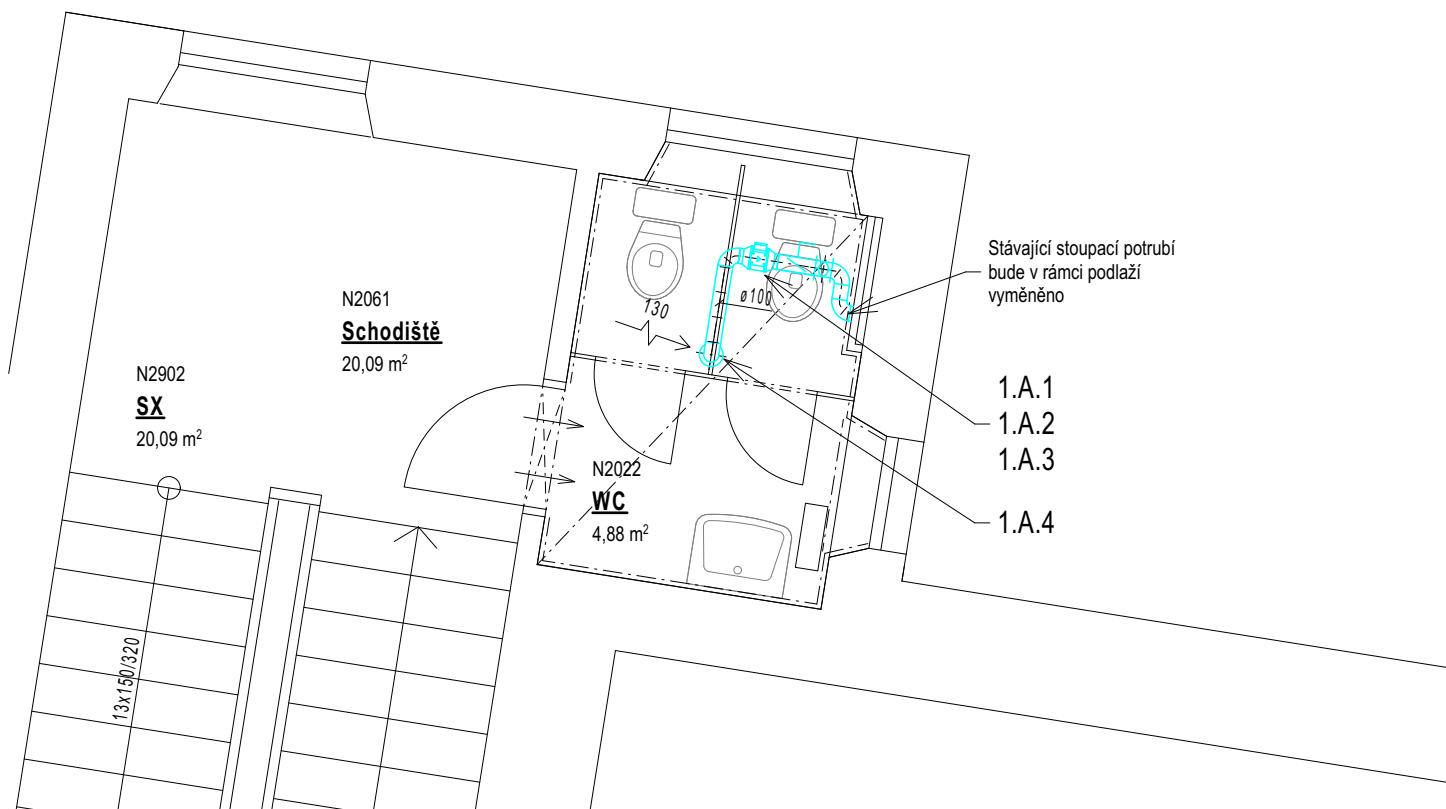 Stávající stoupací potrubí
bude v rámci podlaží
vyměněno
N2061
Schodiště
20,09 m²
ø100
130
N2902
SX
20,09 m²
1.A.1
1.A.2
1.A.3
N2022
WC
4,88 m²
1.A.4
13x150/320